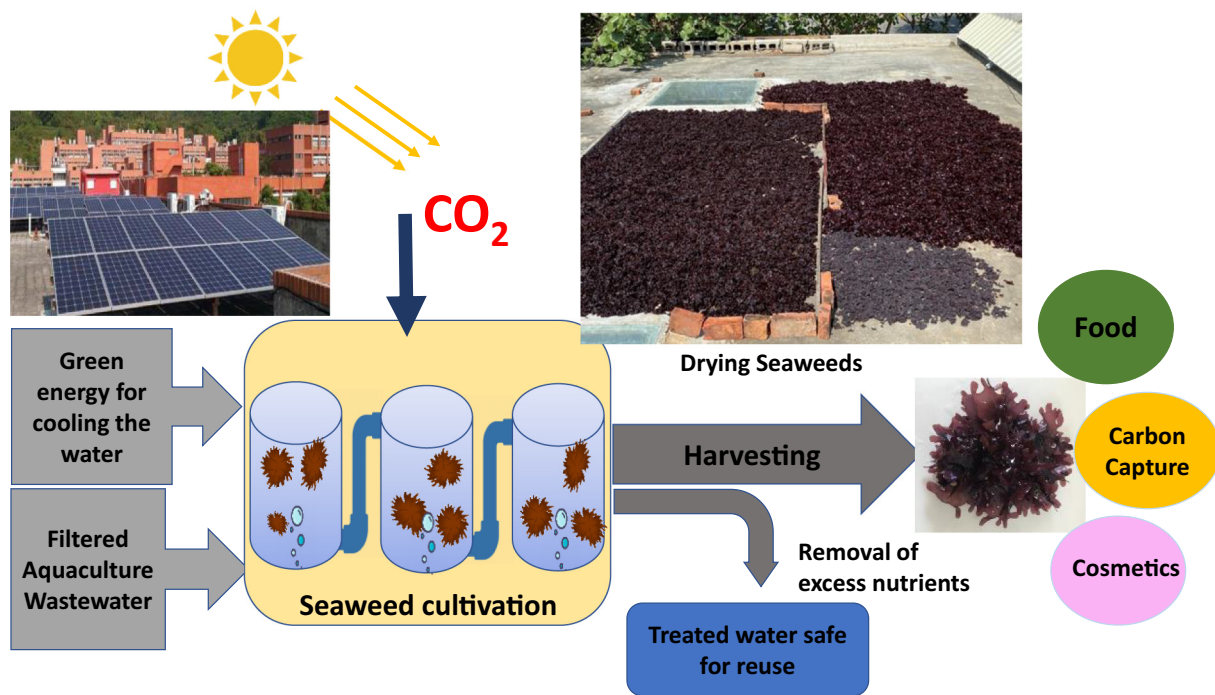 CO₂
Green
energy for
cooling the
water
Filtered
Aquaculture
Wastewater
Seaweed cultivation
Drying Seaweeds
Harvesting
Removal of
excess nutrients
Treated water safe
for reuse
Food
Carbon
Capture
Cosmetics